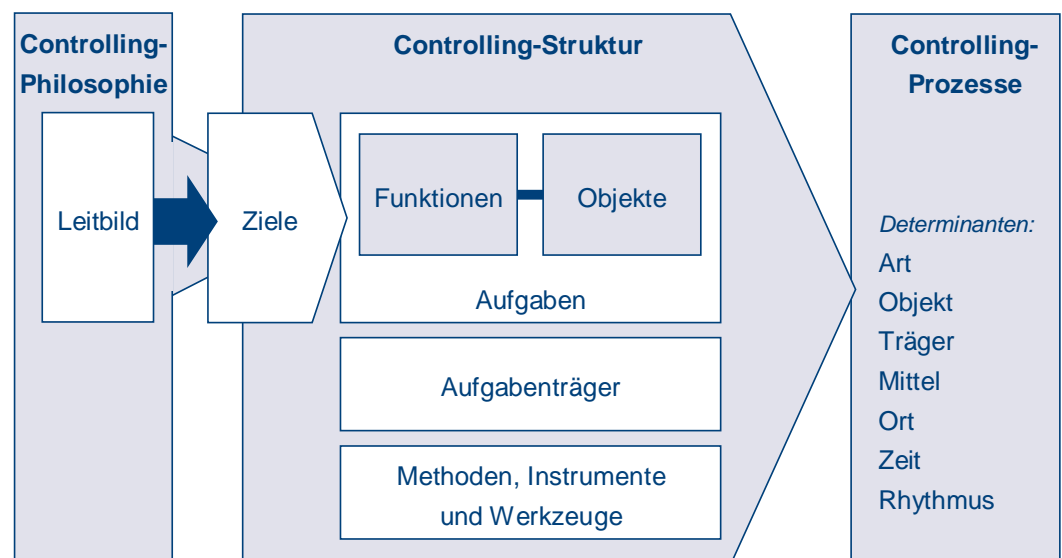 Controlling-
Philosophie
Leitbild
Controlling-Struktur
Ziele
Funktionen
Objekte
Aufgaben
Aufgabenträger
Methoden, Instrumente
und Werkzeuge
Controlling-
Prozesse
Determinanten:
Art
Objekt
Träger
Mittel
Ort
Zeit
Rhythmus